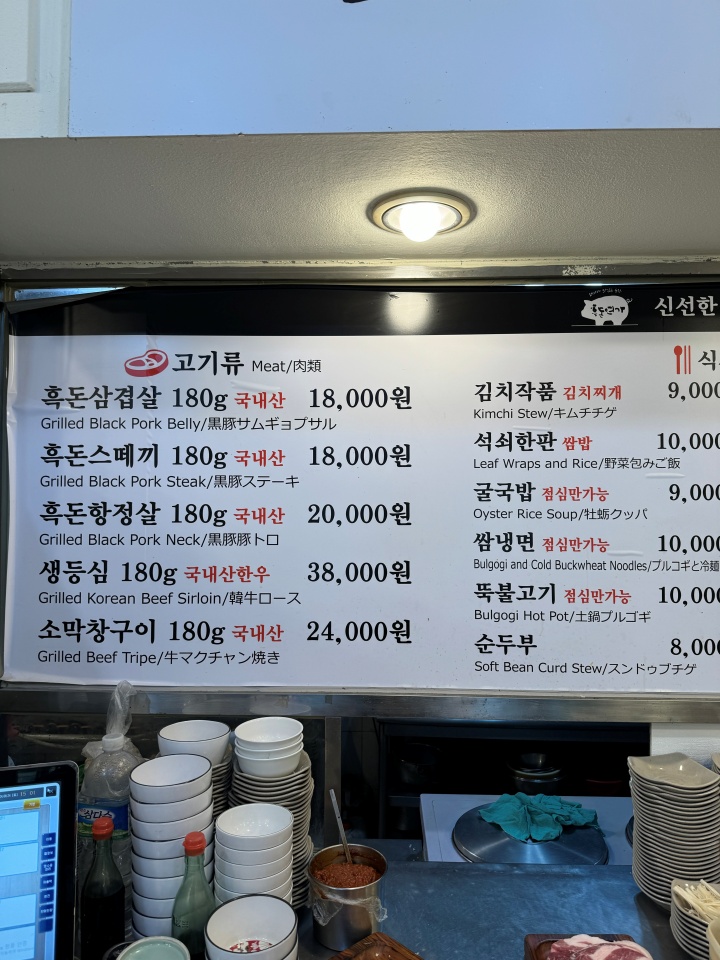 흑돈연가
신선한
고기류 Meat/肉類
흑돈삼겹살 180g 국내산 18,000원
Grilled Black Pork Belly/黒豚サムギョプサル
흑돈스떼끼 180g 국내산 18,000원
Grilled Black Pork Steak/黒豚ステーキ
흑돈항정살 180g 국내산 20,000원
Grilled Black Pork Neck/黒豚豚トロ
생등심 180g 국내산한우 38,000원
Grilled Korean Beef Sirloin/韓牛ロース
소막창구이 180g 국내산 24,000원
Grilled Beef Tripe/牛マクチャン焼き
식
김치작품 김치찌개 9,000
Kimchi Stew/キムチチゲ
석쇠한판 쌈밥 10,000
Leaf Wraps and Rice/野菜包みご飯
굴국밥 점심만가능 9,000
Oyster Rice Soup/牡蛎クッパ
쌈냉면 점심만가능 10,000
Bulgogi and Cold Buckwheat Noodles/プルコギと冷麺
뚝불고기 점심만가능 10,000
Bulgogi Hot Pot/土鍋プルゴギ
순두부 8,000
Soft Bean Curd Stew/スンドゥブチゲ
삼다수